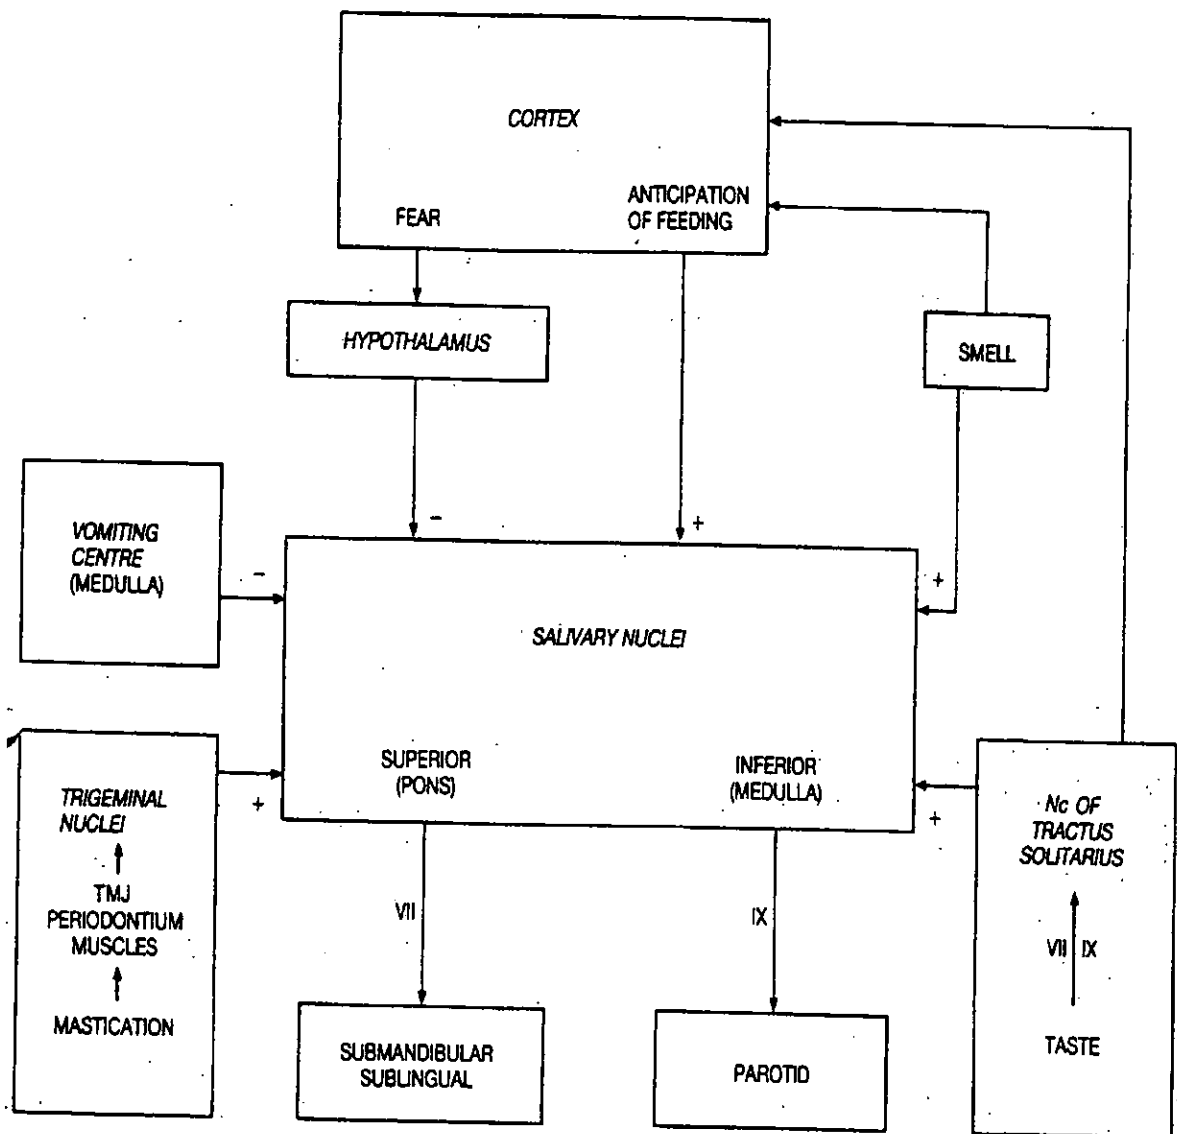 CORTEX
FEAR
ANTICIPATION
OF FEEDING
HYPOTHALAMUS
SMELL
VOMITING
CENTRE
(MEDULLA)
−
−
+
+
SALIVARY NUCLEI
SUPERIOR
(PONS)
INFERIOR
(MEDULLA)
TRIGEMINAL
NUCLEI
TMJ
PERIODONTIUM
MUSCLES
MASTICATION
+
+
Nc OF
TRACTUS
SOLITARIUS
VII IX
TASTE
VII
IX
SUBMANDIBULAR
SUBLINGUAL
PAROTID